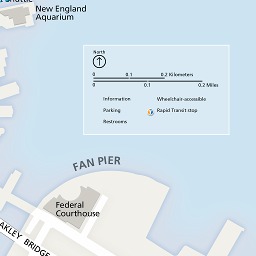 New England
Aquarium
North
0 0.1 0.2 Kilometers
0 0.1 0.2 Miles
Information Wheelchair-accessible
Parking Rapid Transit stop
Restrooms
FAN PIER
Federal
Courthouse
AKLEY BRIDGE